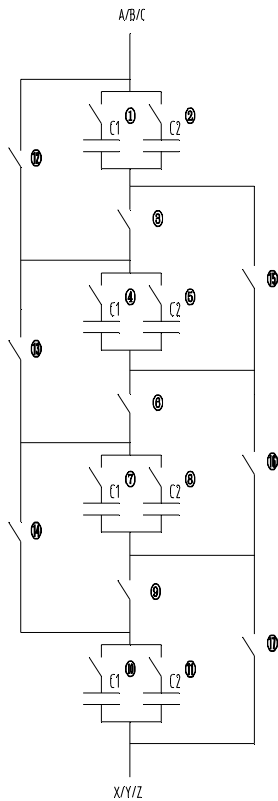 A/B/C
① ②
C1 C2
⑫
③
⑮
④ ⑤
C1 C2
⑬
⑥
⑯
⑦ ⑧
C1 C2
⑭
⑨
⑰
⑩ ⑪
C1 C2
X/Y/Z